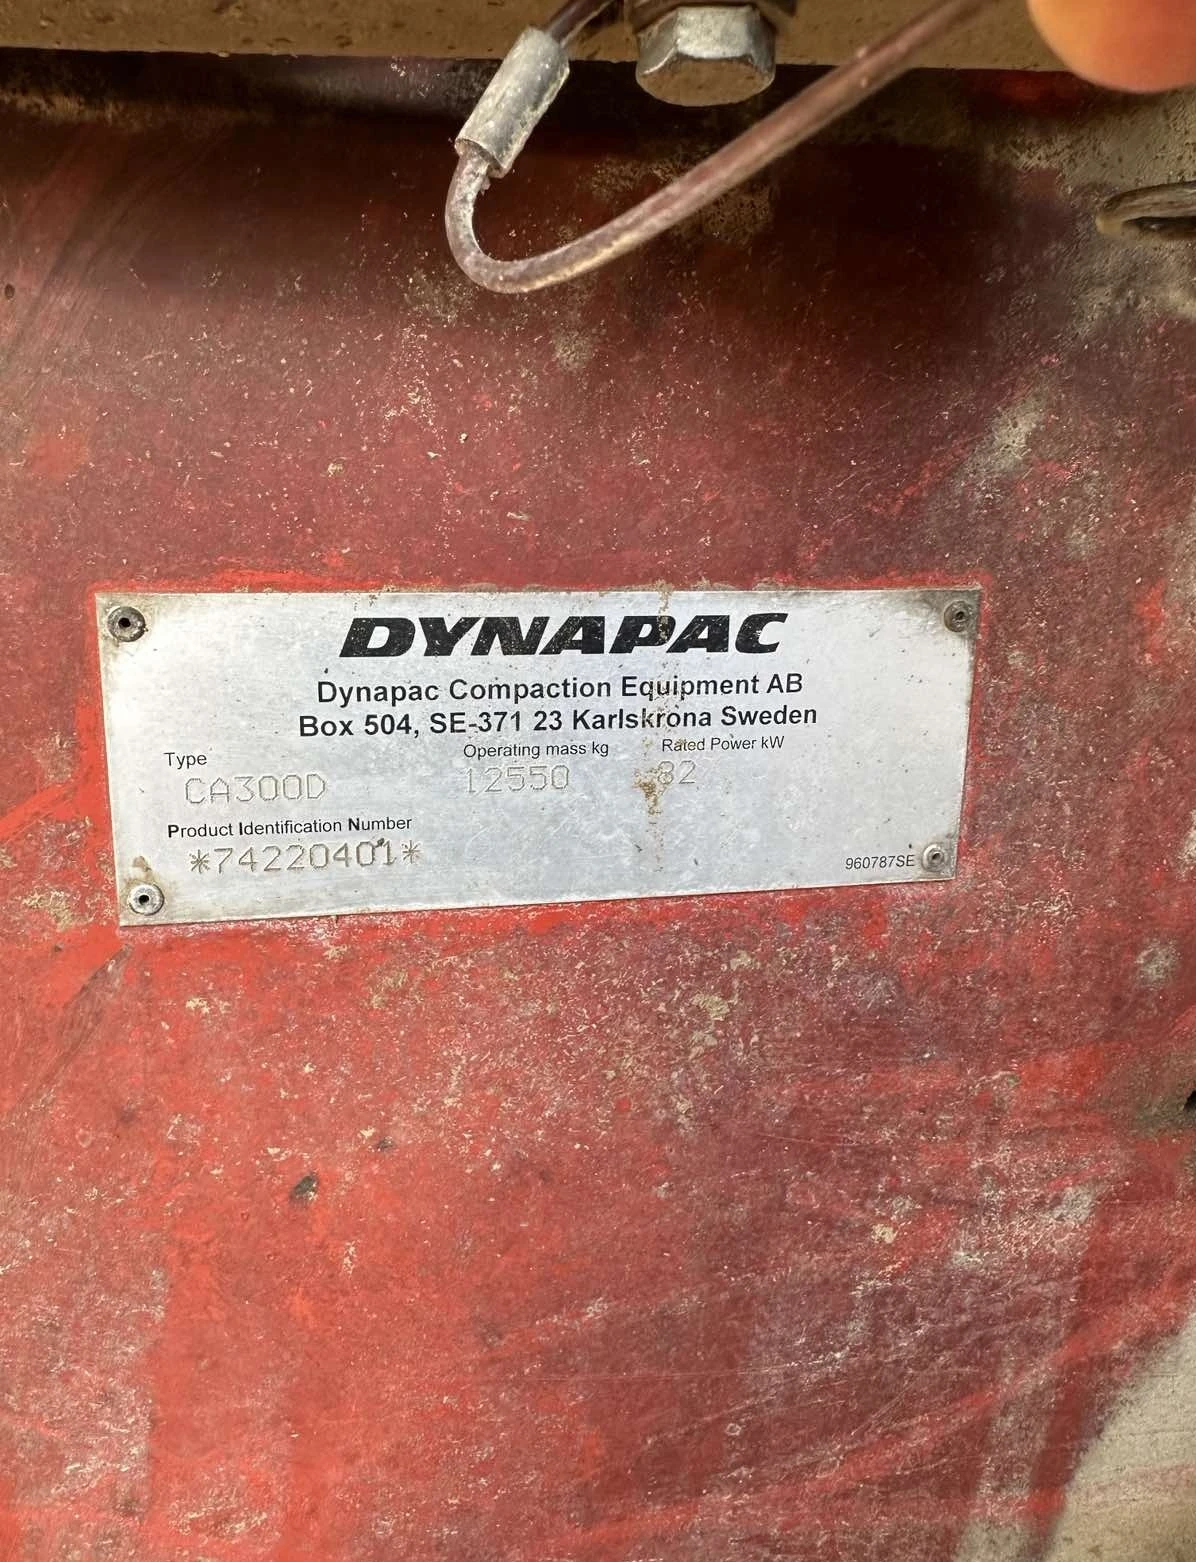 DYNAPAC
Dynapac Compaction Equipment AB
Box 504, SE-371 23 Karlskrona Sweden
Type Operating mass kg Rated Power kW
CA300D 12550 82
Product Identification Number
*74220401*
960787SE